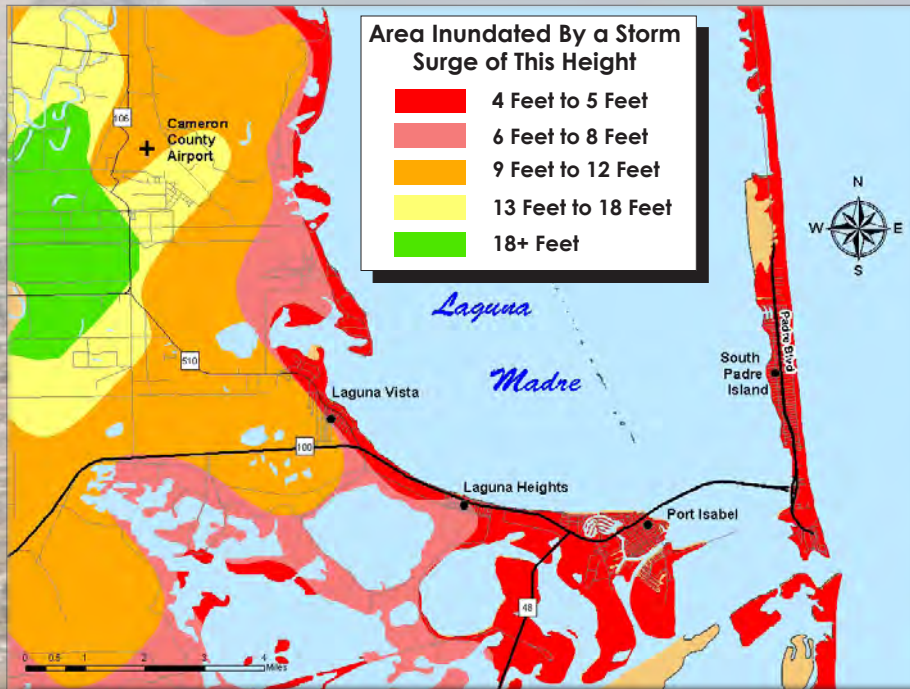 Area Inundated By a Storm
Surge of This Height
4 Feet to 5 Feet
6 Feet to 8 Feet
9 Feet to 12 Feet
13 Feet to 18 Feet
18+ Feet
106
Cameron
County
Airport
N
W E
S
Laguna
Madre
Padre Blvd
South
Padre
Island
510
Laguna Vista
100
Laguna Heights
Port Isabel
48
0 0.5 1 2 3 4
Miles